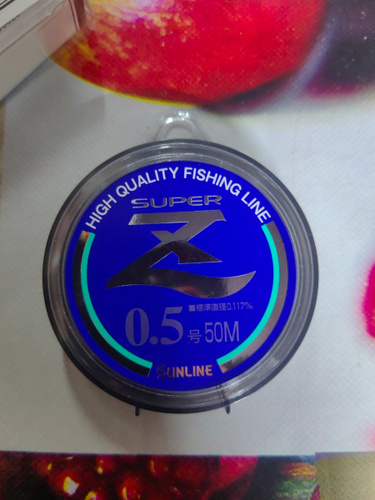 HIGH QUALITY FISHING LINE
SUPER
Z
■標準直径0.117㎜
0.5号50M
SUNLINE